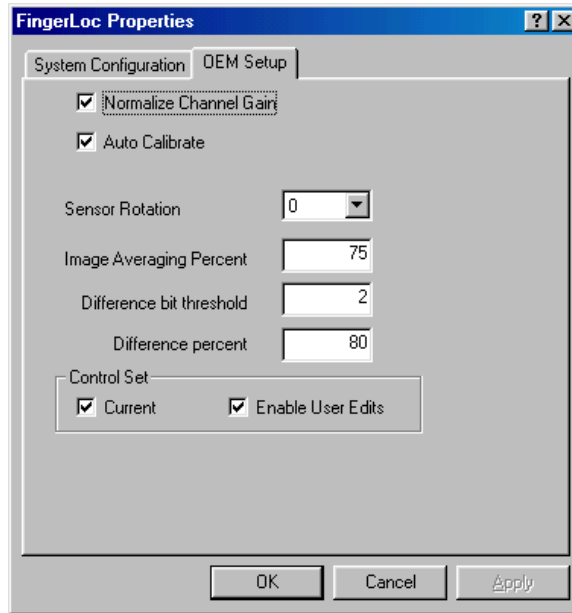 FingerLoc Properties
System Configuration OEM Setup
Normalize Channel Gain
Auto Calibrate
Sensor Rotation 0
Image Averaging Percent 75
Difference bit threshold 2
Difference percent 80
Control Set
Current Enable User Edits
OK Cancel Apply